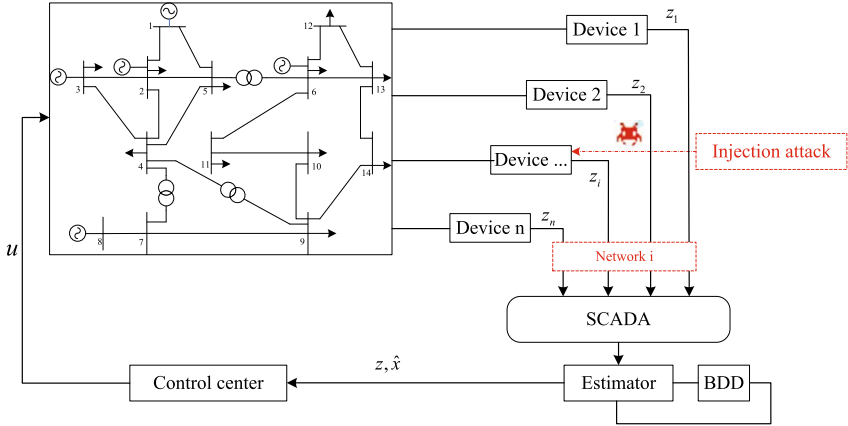 1
12
Device 1
z1
3
2
5
6
13
Device 2
z2
4
11
10
14
Device ...
zi
Injection attack
8
7
9
Device n
zn
Network i
u
SCADA
z, x̂
Control center
Estimator
BDD